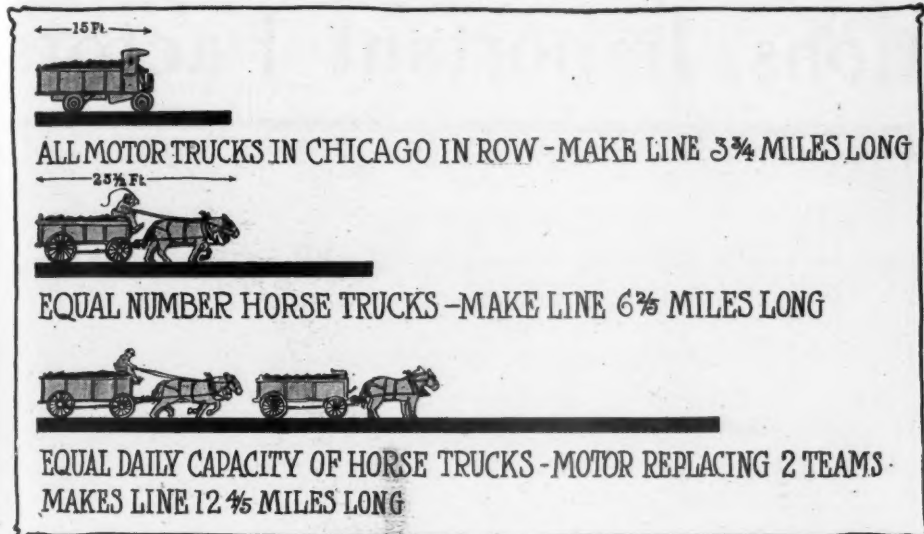 15 Ft.
ALL MOTOR TRUCKS IN CHICAGO IN ROW - MAKE LINE 3¾ MILES LONG
25½ Ft.
EQUAL NUMBER HORSE TRUCKS - MAKE LINE 6⅖ MILES LONG
EQUAL DAILY CAPACITY OF HORSE TRUCKS - MOTOR REPLACING 2 TEAMS
MAKES LINE 12⅘ MILES LONG